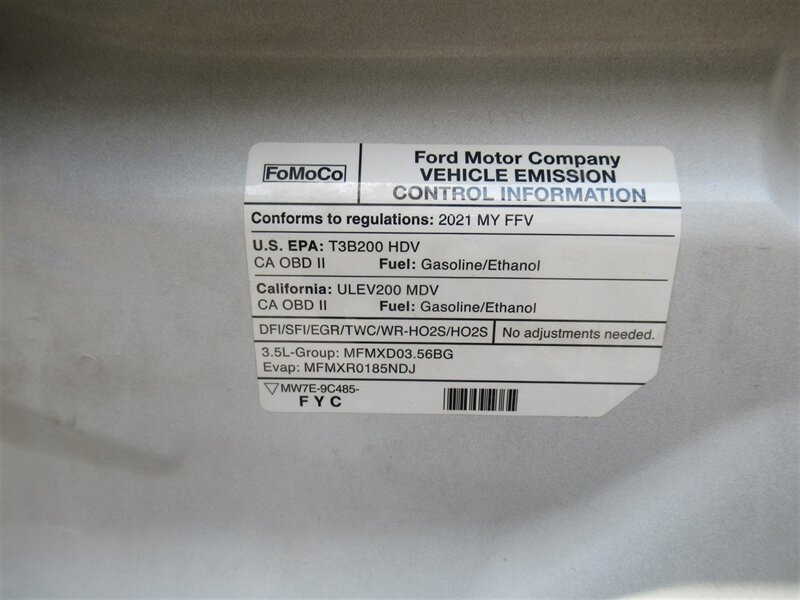 FoMoCo
Ford Motor Company
VEHICLE EMISSION
CONTROL INFORMATION
Conforms to regulations: 2021 MY FFV
U.S. EPA: T3B200 HDV
CA OBD II Fuel: Gasoline/Ethanol
California: ULEV200 MDV
CA OBD II Fuel: Gasoline/Ethanol
DFI/SFI/EGR/TWC/WR-HO2S/HO2S No adjustments needed.
3.5L-Group: MFMXD03.56BG
Evap: MFMXR0185NDJ
MW7E-9C485-
F Y C